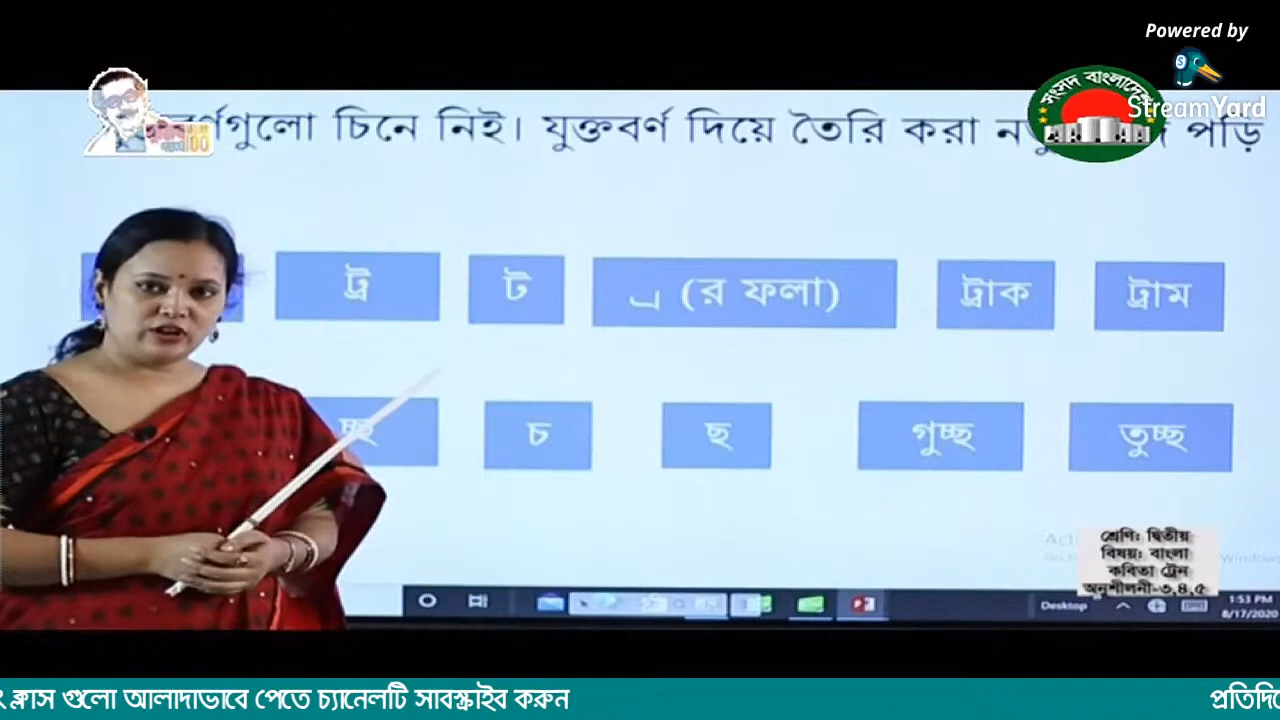 Powered by
StreamYard
সংসদ বাংলাদেশ
বর্ণগুলো চিনে নিই। যুক্তবর্ণ দিয়ে তৈরি করা পড়ি
ট্র ট ্র (র ফলা) ট্রাক ট্রাম
চ্ছ চ ছ গুচ্ছ তুচ্ছ
শ্রেণি: দ্বিতীয়
বিষয়: বাংলা
কবিতা ট্রেন
অনুশীলনী-৩,৪,৫
Desktop
1:53 PM
8/17/2020
ক্লাস গুলো আলাদাভাবে পেতে চ্যানেলটি সাবস্ক্রাইব করুন